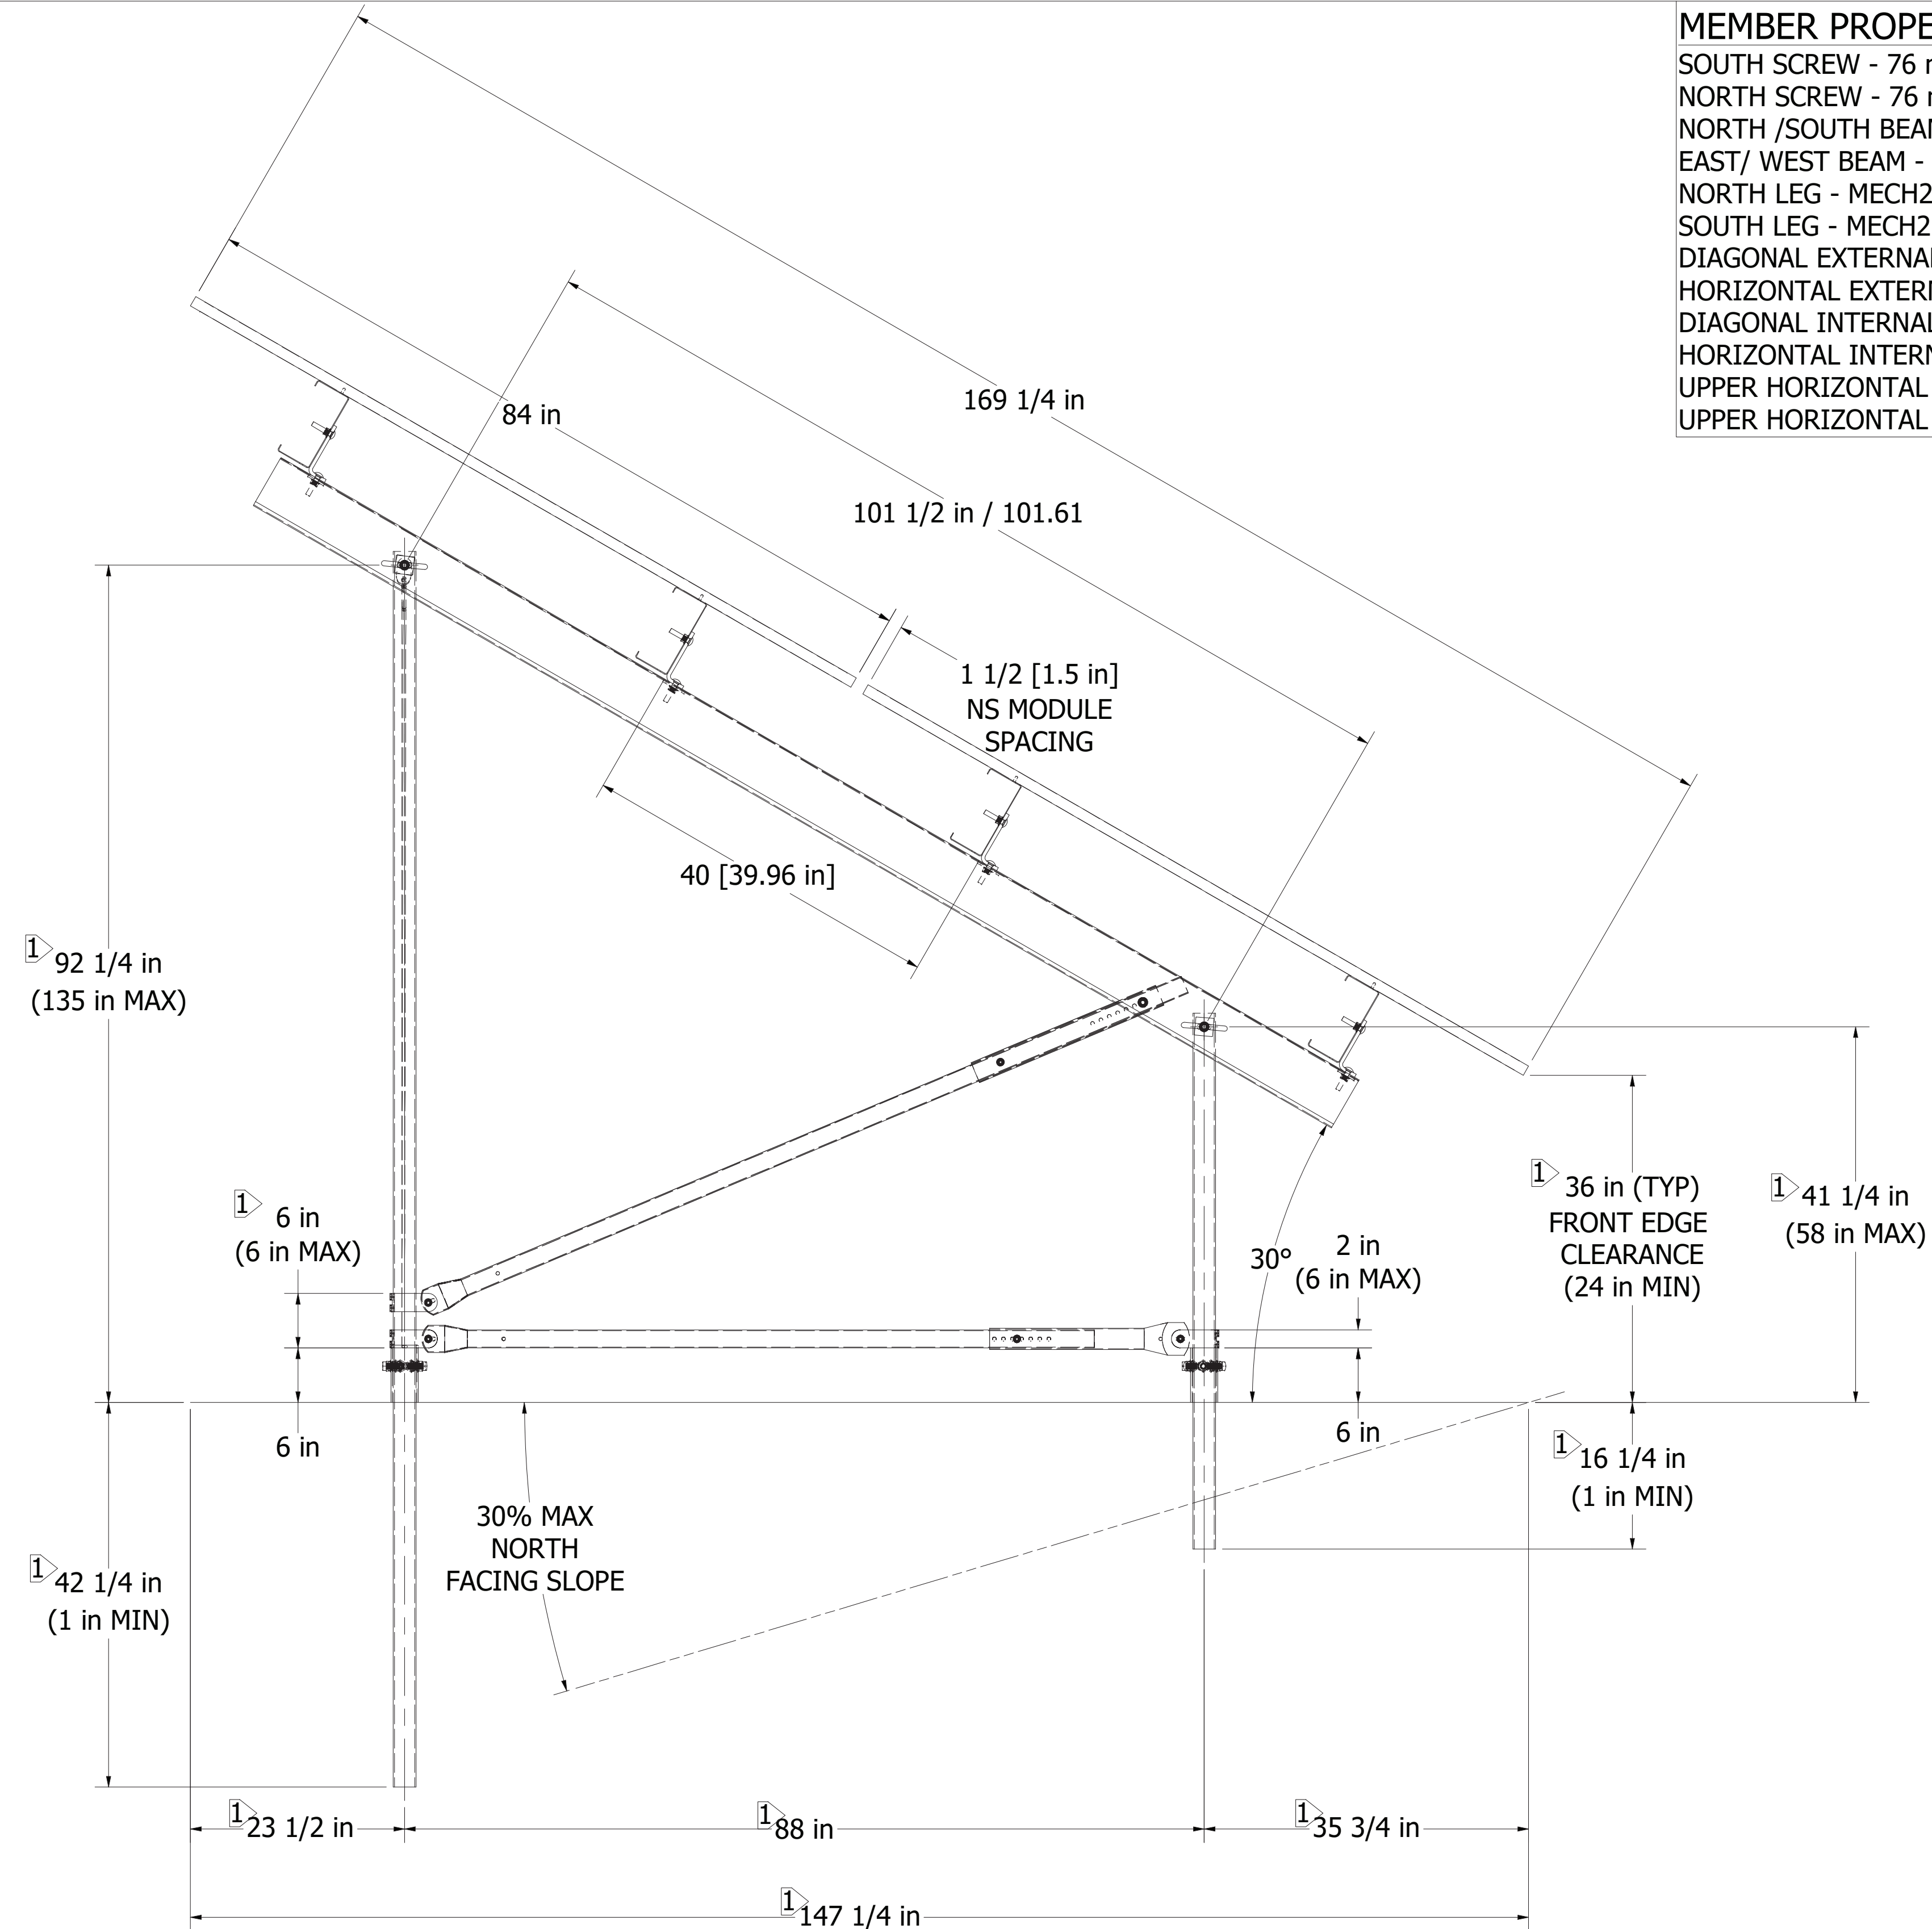 MEMBER PROPE
SOUTH SCREW - 76
NORTH SCREW - 76
NORTH /SOUTH BEAM
EAST/ WEST BEAM -
NORTH LEG - MECH2
SOUTH LEG - MECH2
DIAGONAL EXTERNAL
HORIZONTAL EXTERN
DIAGONAL INTERNAL
HORIZONTAL INTERN
UPPER HORIZONTAL
UPPER HORIZONTAL
169 1/4 in
84 in
101 1/2 in / 101.61
1 1/2 [1.5 in]
NS MODULE
SPACING
40 [39.96 in]
1 92 1/4 in
(135 in MAX)
1 6 in
(6 in MAX)
6 in
30°
2 in
(6 in MAX)
6 in
1 36 in (TYP)
FRONT EDGE
CLEARANCE
(24 in MIN)
1 41 1/4 in
(58 in MAX)
1 16 1/4 in
(1 in MIN)
30% MAX
NORTH
FACING SLOPE
1 42 1/4 in
(1 in MIN)
1 23 1/2 in
1 88 in
1 35 3/4 in
1 147 1/4 in